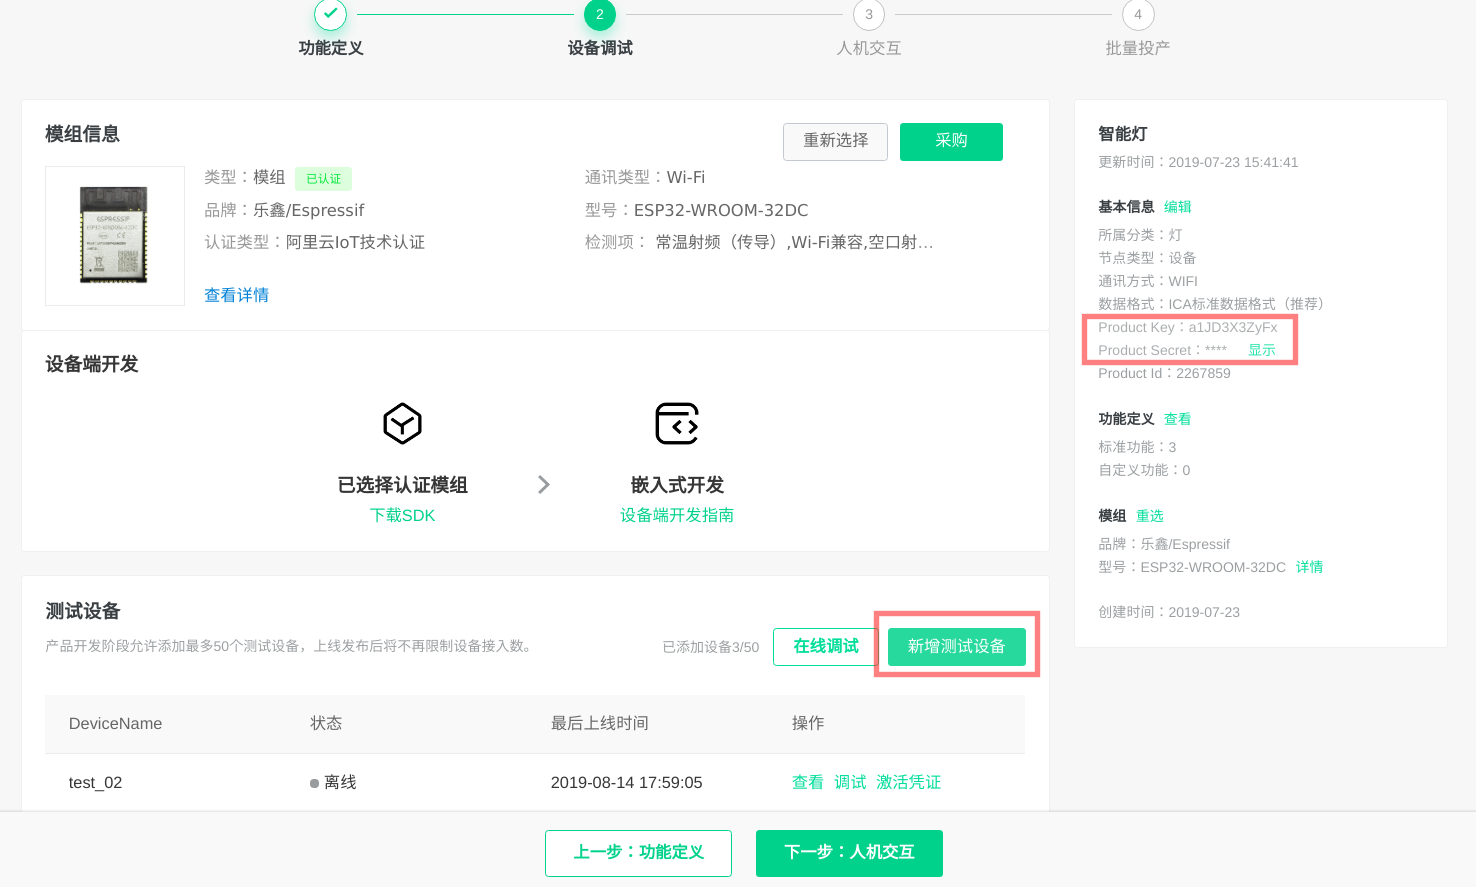 2
3
4
功能定义
设备调试
人机交互
批量投产
模组信息
重新选择
采购
类型：模组
已认证
通讯类型：Wi-Fi
品牌：乐鑫/Espressif
型号：ESP32-WROOM-32DC
认证类型：阿里云IoT技术认证
检测项： 常温射频（传导）,Wi-Fi兼容,空口射...
查看详情
设备端开发
已选择认证模组
下载SDK
嵌入式开发
设备端开发指南
测试设备
产品开发阶段允许添加最多50个测试设备，上线发布后将不再限制设备接入数。
已添加设备3/50
在线调试
新增测试设备
DeviceName 状态 最后上线时间 操作
test_02 离线 2019-08-14 17:59:05 查看 调试 激活凭证
智能灯
更新时间：2019-07-23 15:41:41
基本信息 编辑
所属分类：灯
节点类型：设备
通讯方式：WIFI
数据格式：ICA标准数据格式（推荐）
Product Key：a1JD3X3ZyFx
Product Secret：**** 显示
Product Id：2267859
功能定义 查看
标准功能：3
自定义功能：0
模组 重选
品牌：乐鑫/Espressif
型号：ESP32-WROOM-32DC 详情
创建时间：2019-07-23
上一步：功能定义
下一步：人机交互